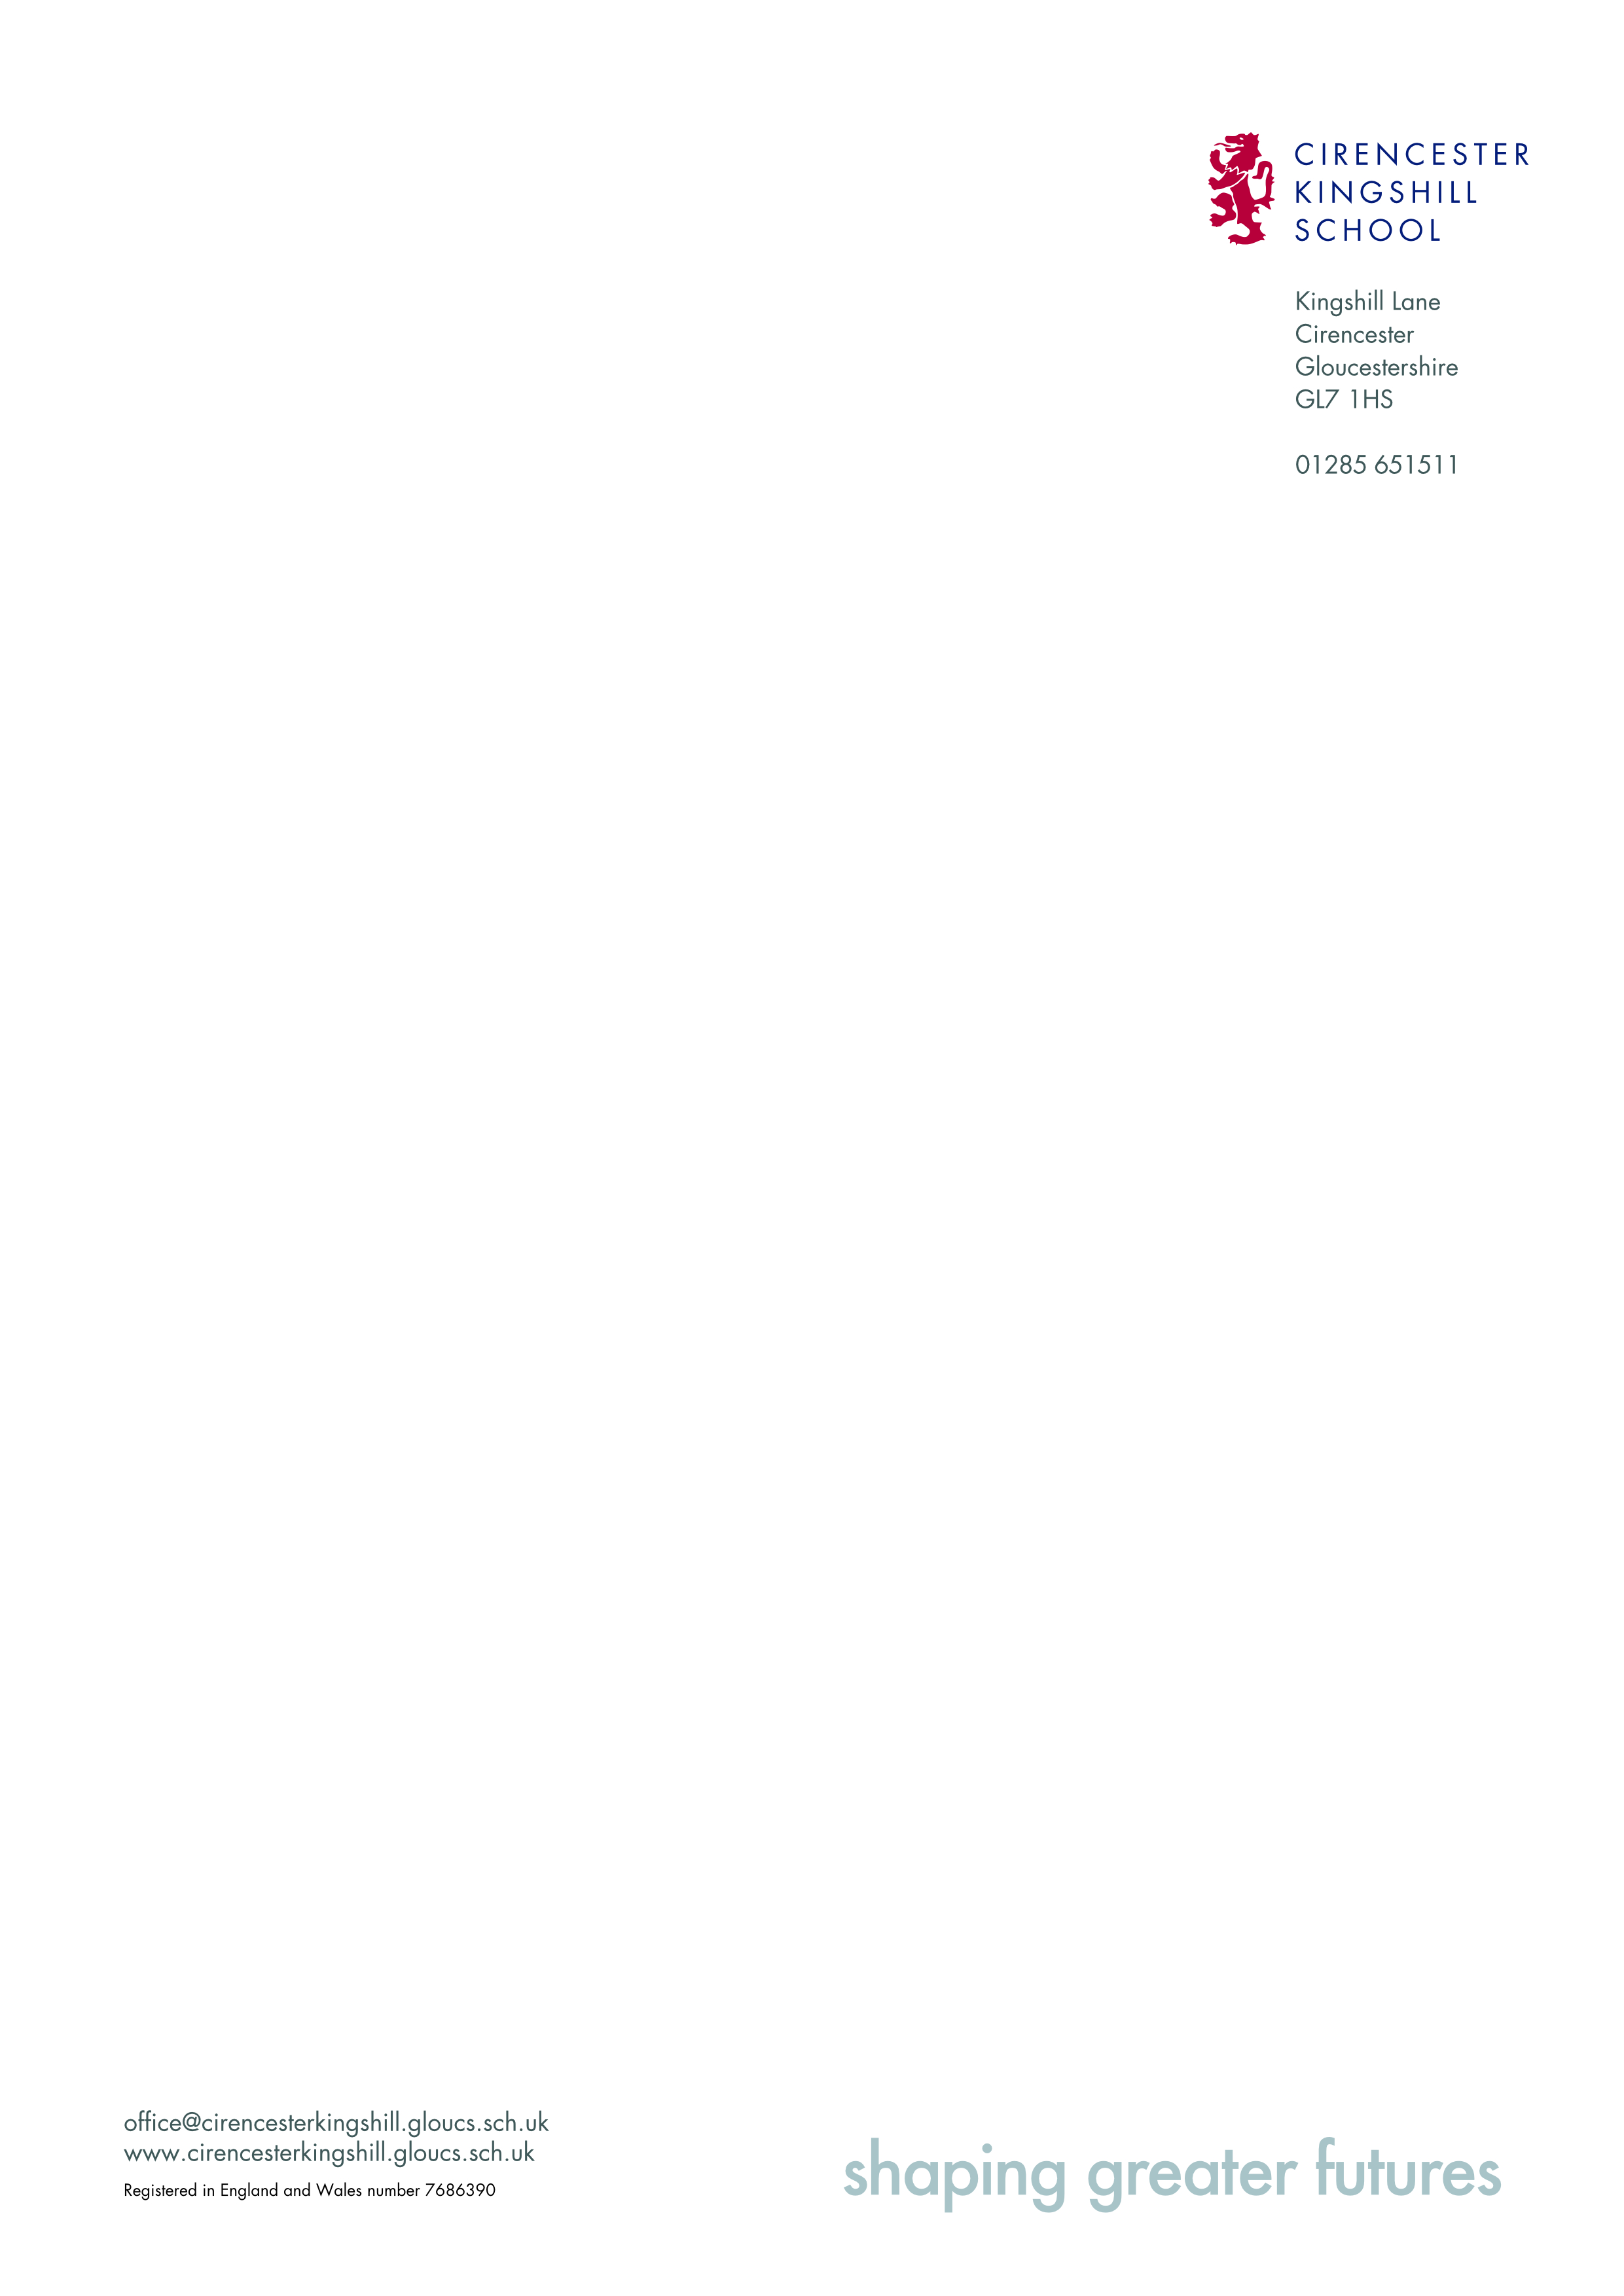 CIRENCESTER
KINGSHILL
SCHOOL
Kingshill Lane
Cirencester
Gloucestershire
GL7 1HS
01285 651511
office@cirencesterkingshill.gloucs.sch.uk
www.cirencesterkingshill.gloucs.sch.uk
Registered in England and Wales number 7686390
shaping greater futures